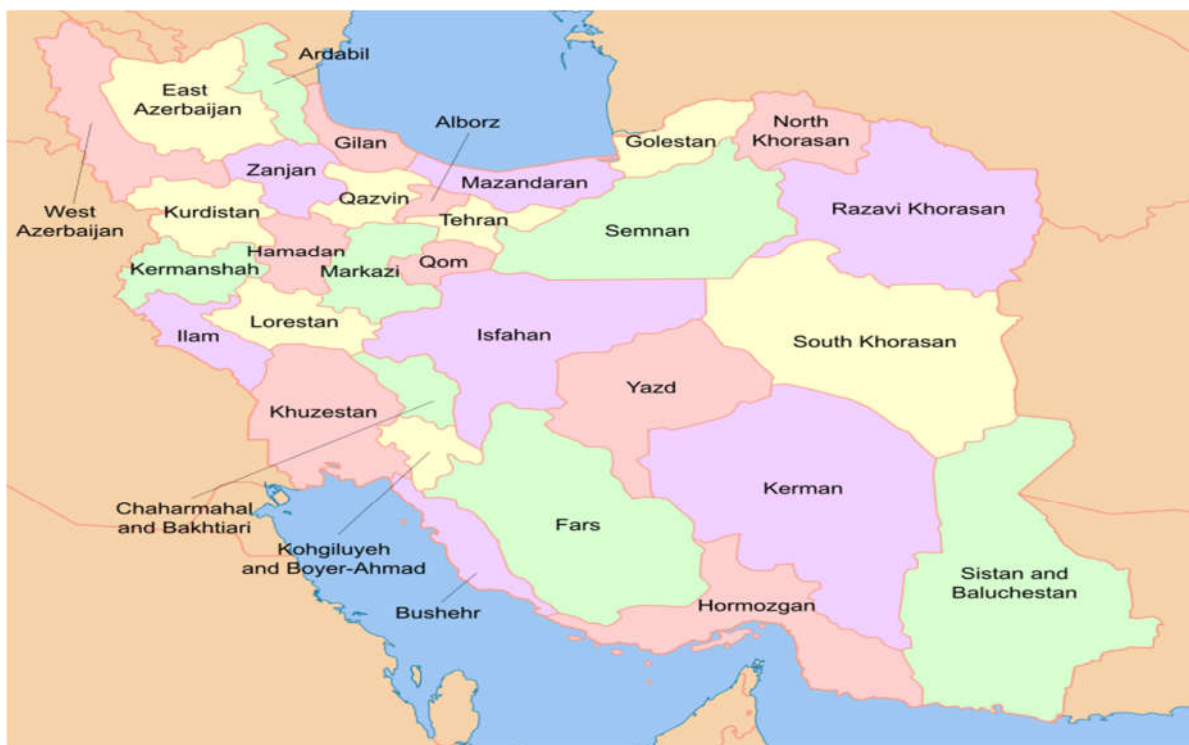 Ardabil
East
Azerbaijan
Alborz
Gilan
Golestan
North
Khorasan
Zanjan
Mazandaran
Qazvin
West
Azerbaijan
Kurdistan
Tehran
Razavi Khorasan
Semnan
Hamadan
Kermanshah
Markazi
Qom
Ilam
Lorestan
Isfahan
South Khorasan
Khuzestan
Yazd
Kerman
Chaharmahal
and Bakhtiari
Fars
Kohgiluyeh
and Boyer-Ahmad
Sistan and
Baluchestan
Bushehr
Hormozgan